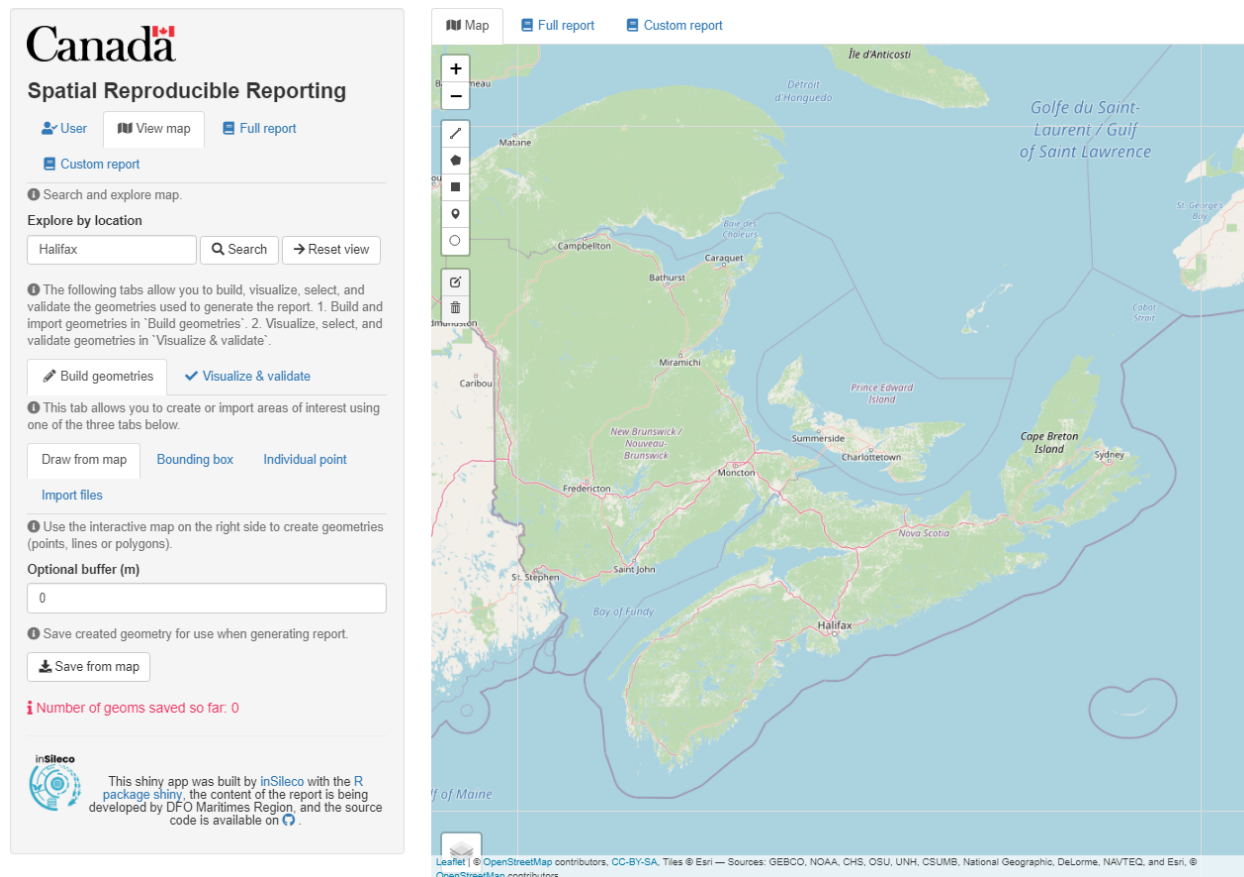 Canada
Spatial Reproducible Reporting
User
View map
Full report
Custom report
Search and explore map.
Explore by location
Halifax
Search
Reset view
The following tabs allow you to build, visualize, select, and
validate the geometries used to generate the report. 1. Build and
import geometries in `Build geometries`. 2. Visualize, select, and
validate geometries in `Visualize & validate`.
Build geometries
Visualize & validate
This tab allows you to create or import areas of interest using
one of the three tabs below.
Draw from map
Bounding box
Individual point
Import files
Use the interactive map on the right side to create geometries
(points, lines or polygons).
Optional buffer (m)
0
Save created geometry for use when generating report.
Save from map
Number of geoms saved so far: 0
inSileco
This shiny app was built by inSileco with the R
package shiny, the content of the report is being
developed by DFO Maritimes Region, and the source
code is available on .
Map
Full report
Custom report
+
−
Île d'Anticosti
Détroit
d'Honguedo
Golfe du Saint-
Laurent / Gulf
of Saint Lawrence
Matane
St. George's
Bay
Baie des
Chaleurs
Campbellton
Caraquet
Bathurst
Cabot
Strait
Miramichi
Caribou
Prince Edward
Island
New Brunswick /
Nouveau-
Brunswick
Summerside
Charlottetown
Cape Breton
Island
Sydney
Moncton
Fredericton
Nova Scotia
Saint John
St. Stephen
Bay of Fundy
Halifax
of Maine
Leaflet | © OpenStreetMap contributors, CC-BY-SA, Tiles © Esri — Sources: GEBCO, NOAA, CHS, OSU, UNH, CSUMB, National Geographic, DeLorme, NAVTEQ, and Esri, ©
OpenStreetMap contributors